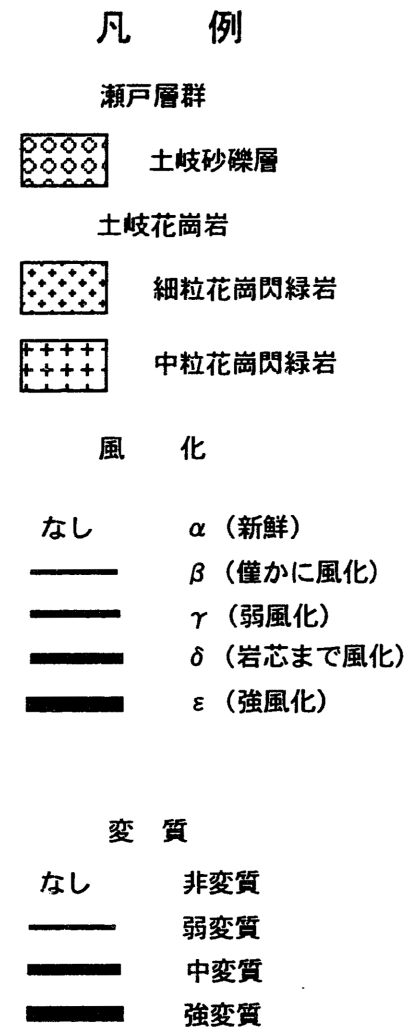 凡 例
瀬戸層群
土岐砂礫層
土岐花崗岩
細粒花崗閃緑岩
中粒花崗閃緑岩
風 化
なし α（新鮮）
β（僅かに風化）
γ（弱風化）
δ（岩芯まで風化）
ε（強風化）
変 質
なし 非変質
弱変質
中変質
強変質